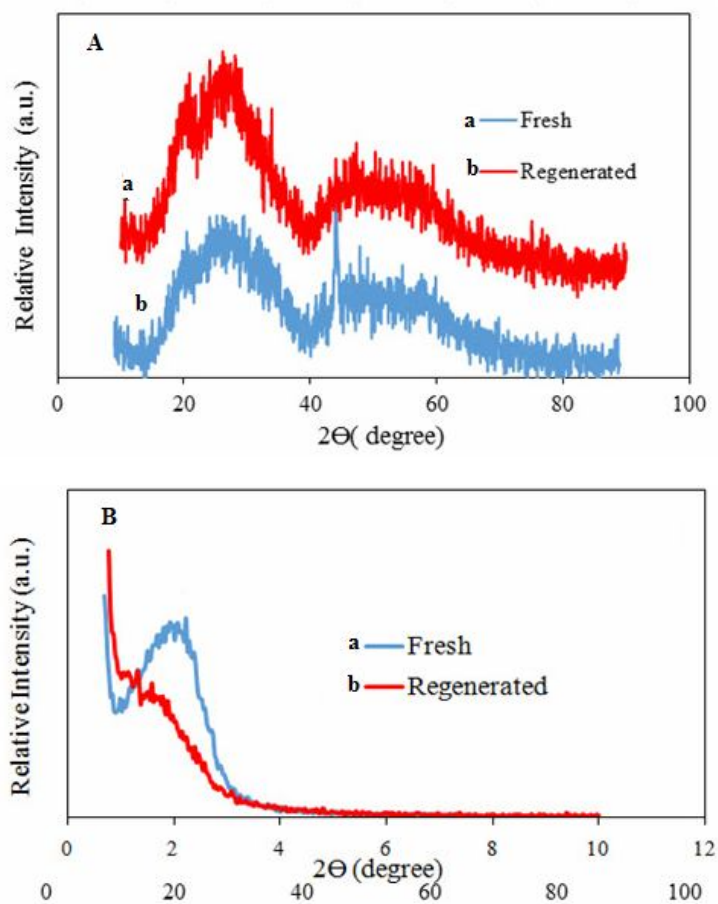 A
a Fresh
b Regenerated
a
b
Relative Intensity (a.u.)
0 20 40 60 80 100
2Θ( degree)
B
a Fresh
b Regenerated
Relative Intensity (a.u.)
0 2 4 6 8 10 12
2Θ (degree)
0 20 40 60 80 100